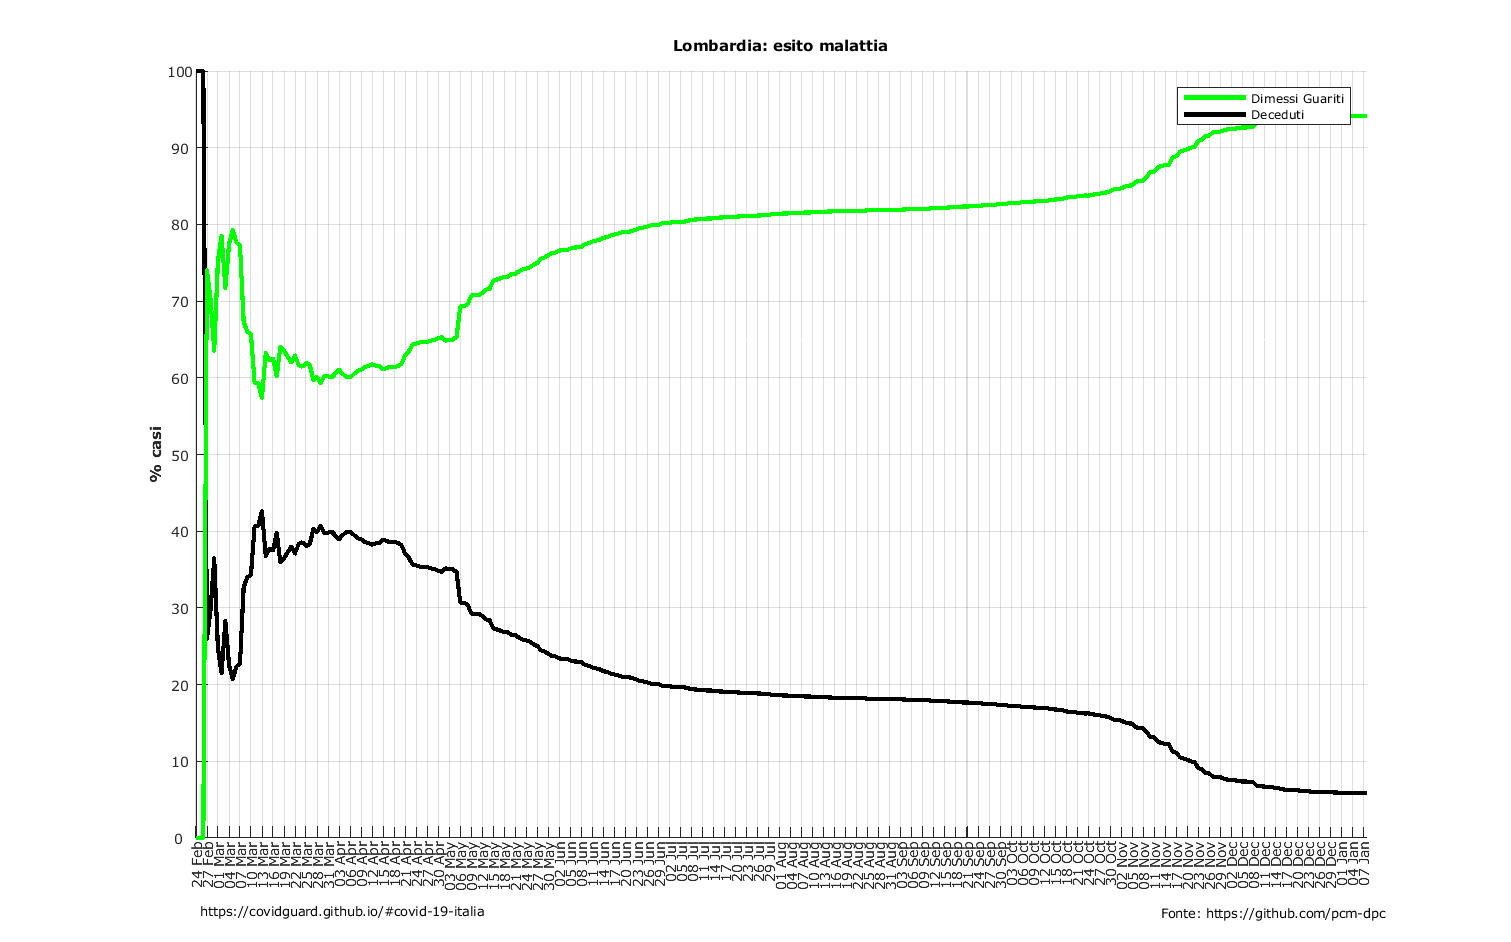 Lombardia: esito malattia
Dimessi Guariti
Deceduti
% casi
100
90
80
70
60
50
40
30
20
10
0
24 Feb
27 Feb
01 Mar
04 Mar
07 Mar
10 Mar
13 Mar
16 Mar
19 Mar
22 Mar
25 Mar
28 Mar
31 Mar
03 Apr
06 Apr
09 Apr
12 Apr
15 Apr
18 Apr
21 Apr
24 Apr
27 Apr
30 Apr
03 May
06 May
09 May
12 May
15 May
18 May
21 May
24 May
27 May
30 May
02 Jun
05 Jun
08 Jun
11 Jun
14 Jun
17 Jun
20 Jun
23 Jun
26 Jun
29 Jun
02 Jul
05 Jul
08 Jul
11 Jul
14 Jul
17 Jul
20 Jul
23 Jul
26 Jul
29 Jul
01 Aug
04 Aug
07 Aug
10 Aug
13 Aug
16 Aug
19 Aug
22 Aug
25 Aug
28 Aug
31 Aug
03 Sep
06 Sep
09 Sep
12 Sep
15 Sep
18 Sep
21 Sep
24 Sep
27 Sep
30 Sep
03 Oct
06 Oct
09 Oct
12 Oct
15 Oct
18 Oct
21 Oct
24 Oct
27 Oct
30 Oct
02 Nov
05 Nov
08 Nov
11 Nov
14 Nov
17 Nov
20 Nov
23 Nov
26 Nov
29 Nov
02 Dec
05 Dec
08 Dec
11 Dec
14 Dec
17 Dec
20 Dec
23 Dec
26 Dec
29 Dec
01 Jan
04 Jan
07 Jan
https://covidguard.github.io/#covid-19-italia
Fonte: https://github.com/pcm-dpc